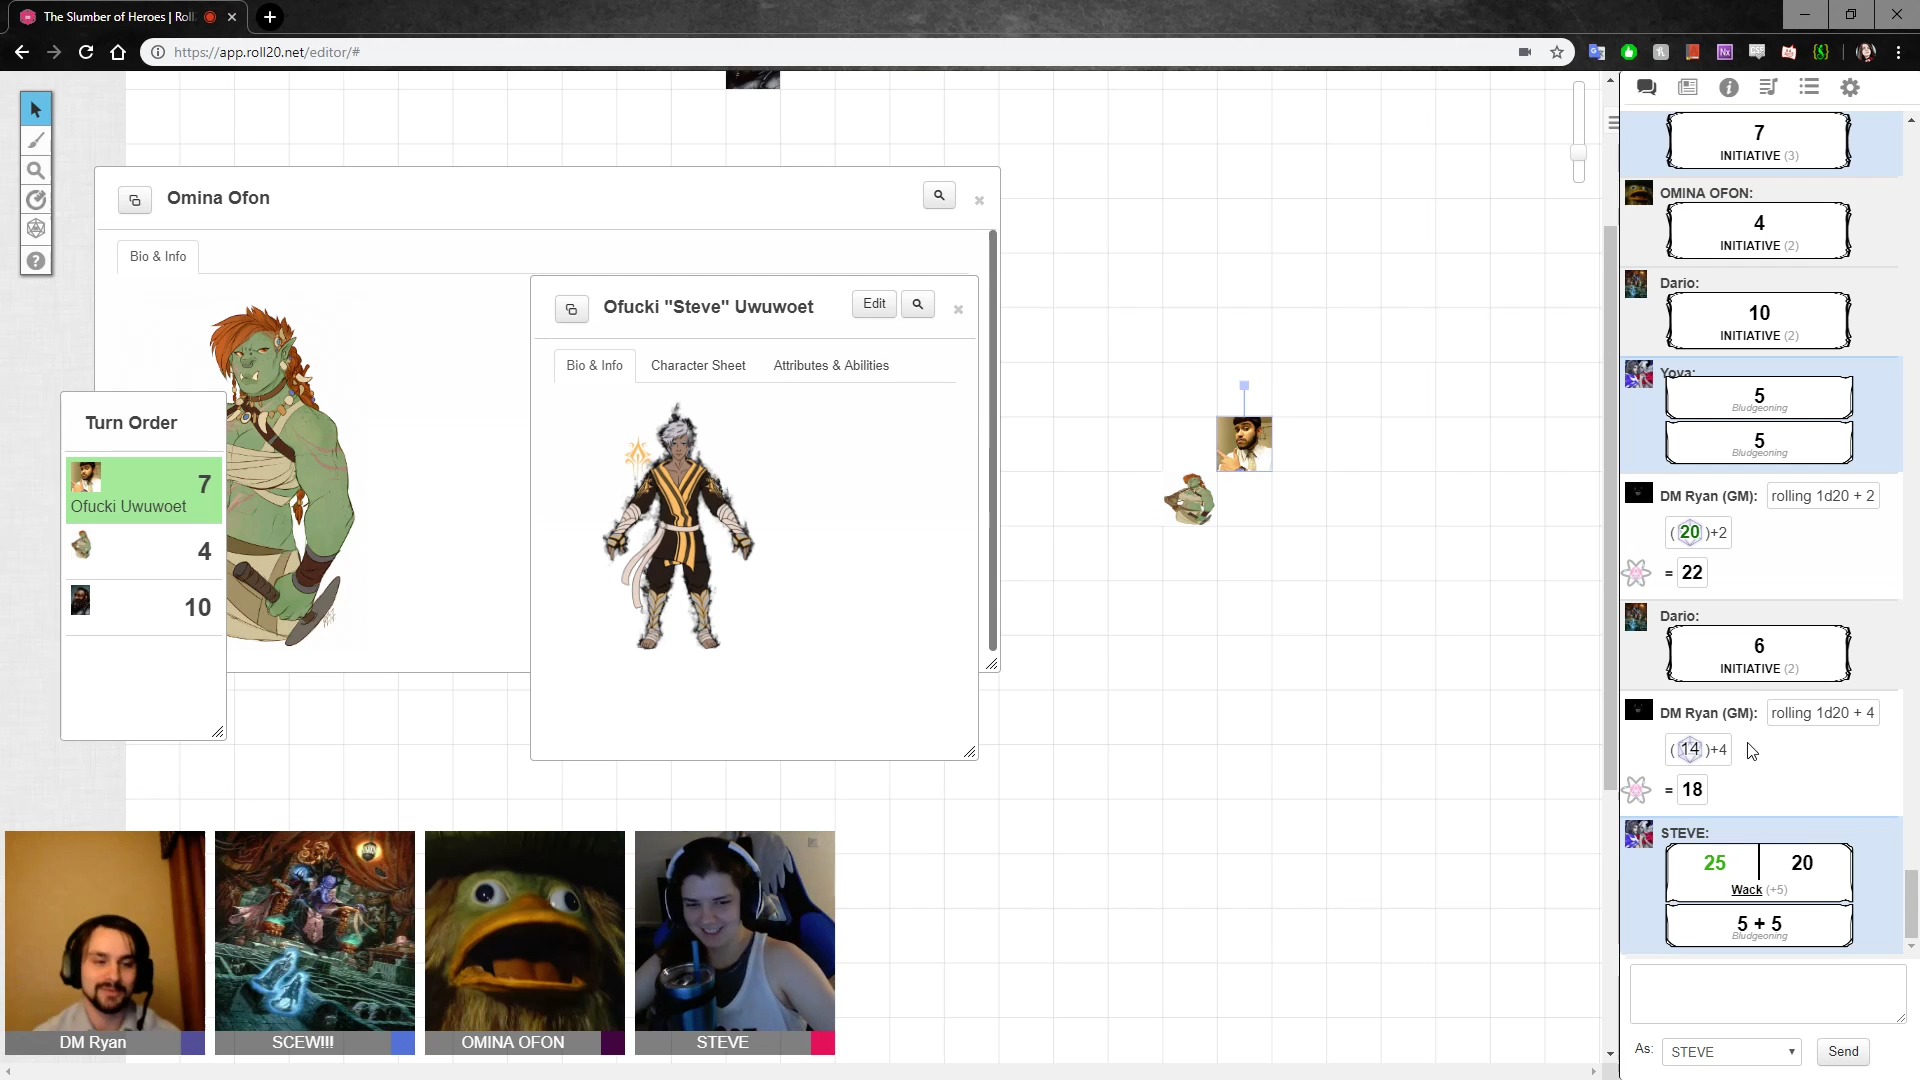 The Slumber of Heroes | Roll
https://app.roll20.net/editor/#
Omina Ofon
Bio & Info
Ofucki "Steve" Uwuwoet
Edit
Bio & Info
Character Sheet
Attributes & Abilities
Turn Order
7
Ofucki Uwuwoet
4
10
DM Ryan
SCEW!!!
OMINA OFON
STEVE
7
INITIATIVE (3)
OMINA OFON:
4
INITIATIVE (2)
Dario:
10
INITIATIVE (2)
Yova:
5
Bludgeoning
5
Bludgeoning
DM Ryan (GM): rolling 1d20 + 2
(20)+2
= 22
Dario:
6
INITIATIVE (2)
DM Ryan (GM): rolling 1d20 + 4
(14)+4
= 18
STEVE:
25 | 20
Wack (+5)
5 + 5
Bludgeoning
As: STEVE
Send